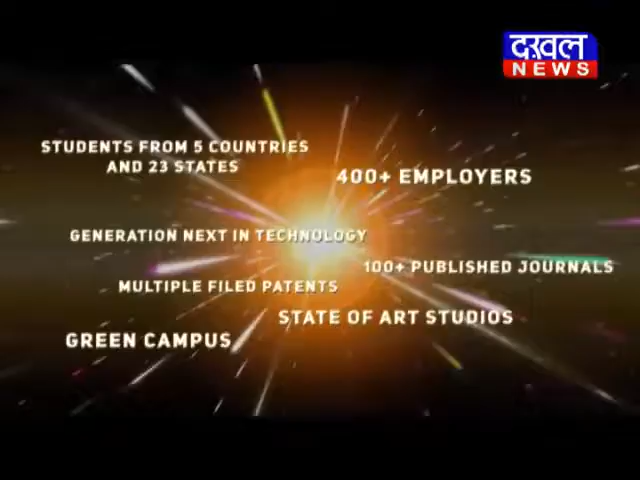 दख़ल
NEWS
STUDENTS FROM 5 COUNTRIES
AND 23 STATES
400+ EMPLOYERS
GENERATION NEXT IN TECHNOLOGY
100+ PUBLISHED JOURNALS
MULTIPLE FILED PATENTS
STATE OF ART STUDIOS
GREEN CAMPUS